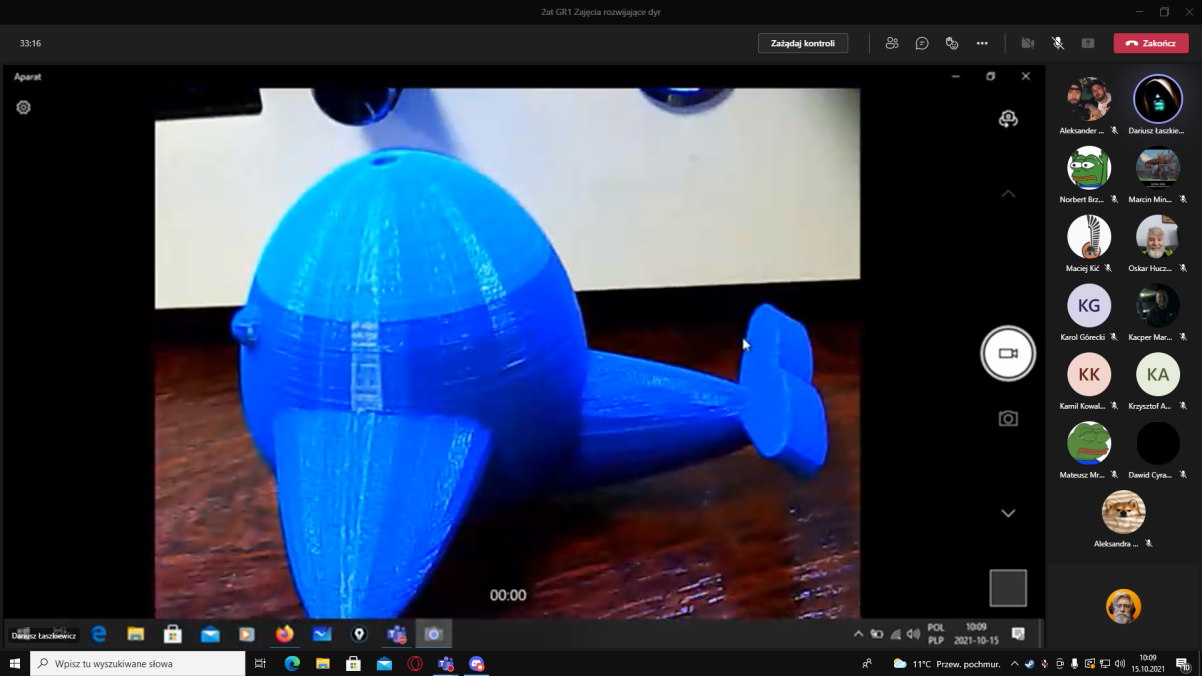 2at GR1 Zajęcia rozwijające dyr
33:16
Zażądaj kontroli
Zakończ
Aparat
Aleksander ...
Dariusz Łaszkie...
Norbert Brz...
Marcin Min...
Maciej Kić
Oskar Hucz...
KG
Karol Górecki
Kacper Mar...
KK
KA
Kamil Kowal...
Krzysztof A...
Mateusz Mr...
Dawid Cyra...
Aleksandra ...
00:00
Dariusz Łaszkiewicz
POL
PLP
10:09
2021-10-15
Wpisz tu wyszukiwane słowa
11°C Przew. pochmur.
10:09
15.10.2021
10